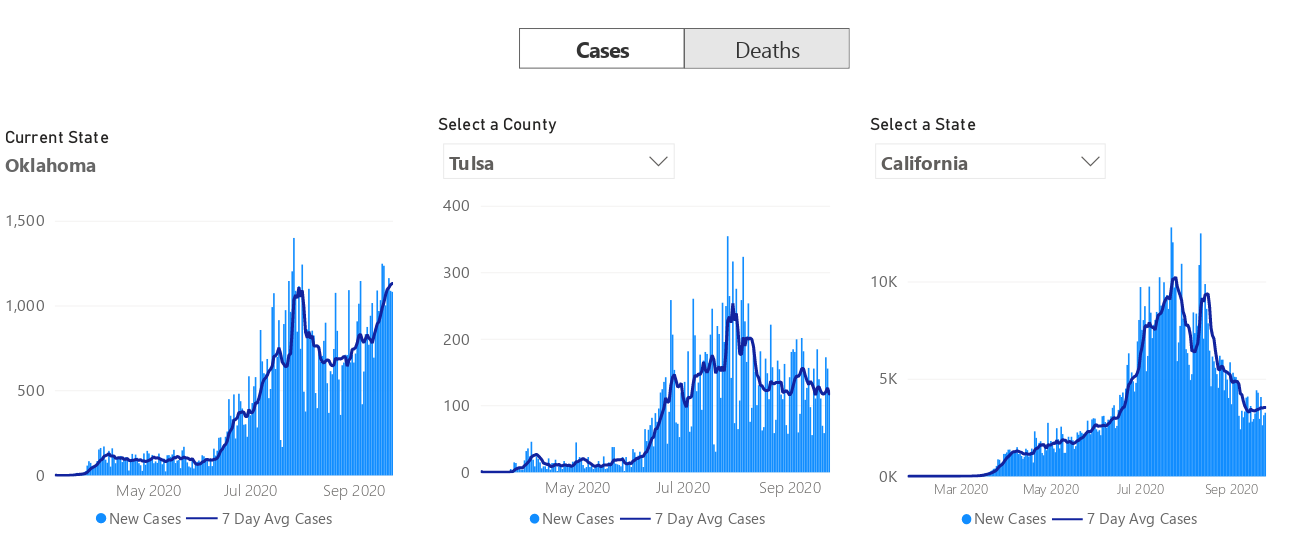 Cases Deaths
Current State
Oklahoma
1,500
1,000
500
0
May 2020 Jul 2020 Sep 2020
New Cases 7 Day Avg Cases
Select a County
Tulsa
400
300
200
100
0
May 2020 Jul 2020 Sep 2020
New Cases 7 Day Avg Cases
Select a State
California
10K
5K
0K
Mar 2020 May 2020 Jul 2020 Sep 2020
New Cases 7 Day Avg Cases